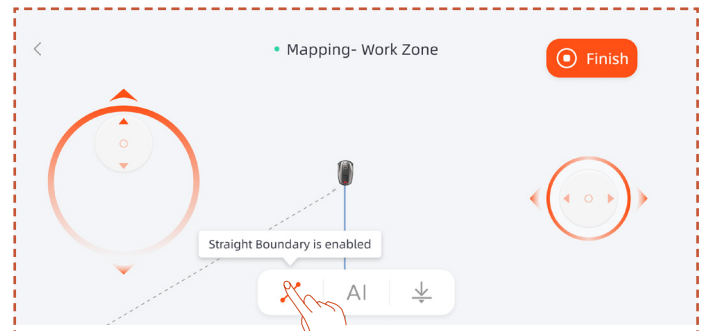 Mapping- Work Zone
Finish
Straight Boundary is enabled
AI